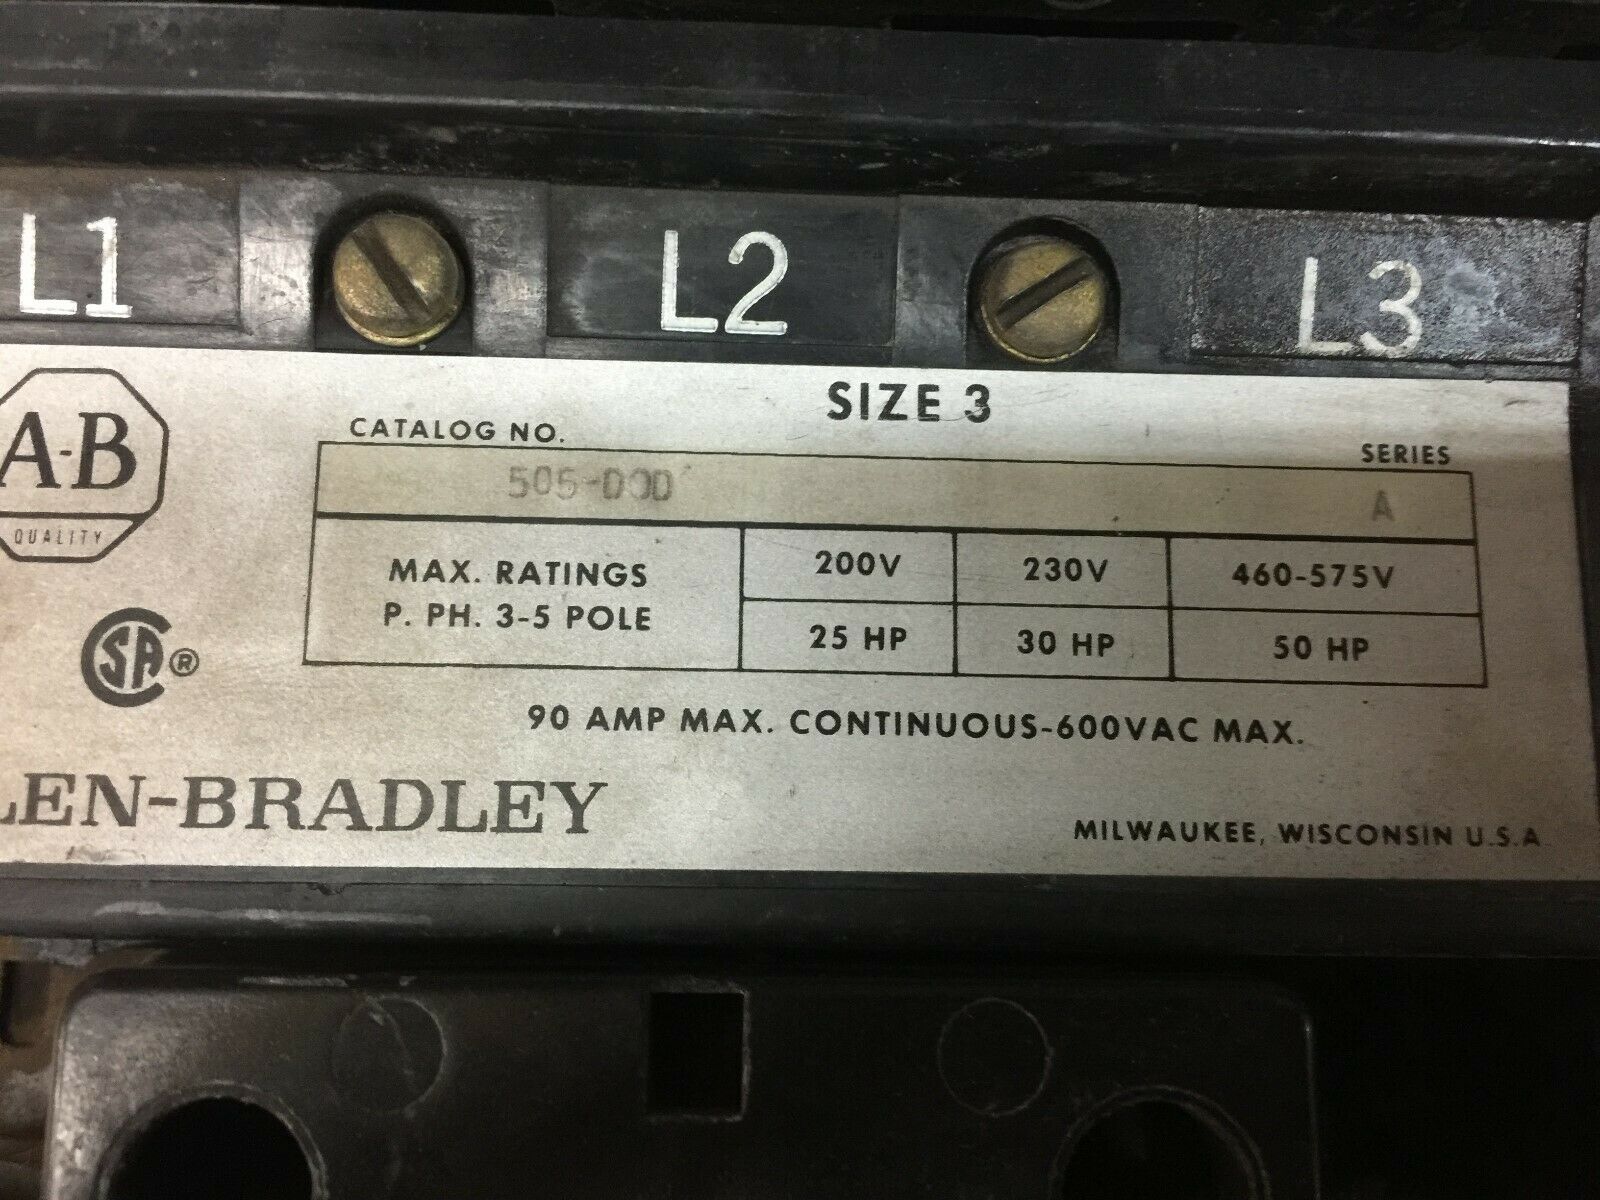 L1 L2 L3
A-B
QUALITY
SIZE 3
CATALOG NO. SERIES
505-DOD A
MAX. RATINGS
P. PH. 3-5 POLE
200V 230V 460-575V
25 HP 30 HP 50 HP
SA ®
90 AMP MAX. CONTINUOUS-600VAC MAX.
LEN-BRADLEY
MILWAUKEE, WISCONSIN U.S.A